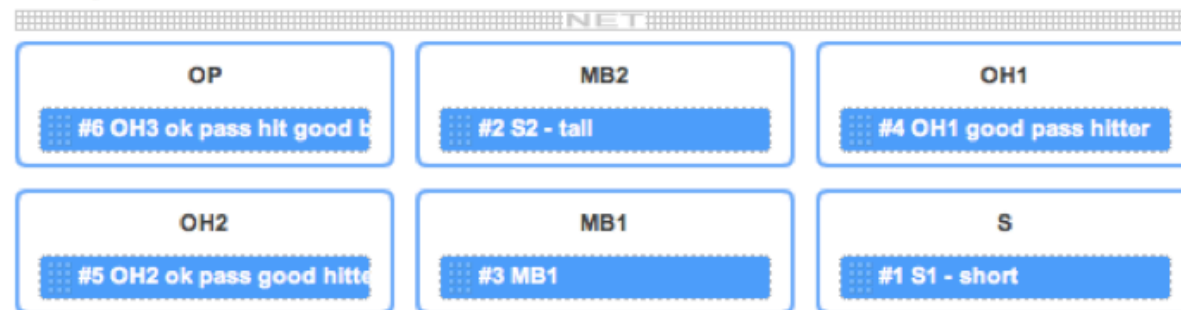 NET
OP
MB2
OH1
#6 OH3 ok pass hit good b
#2 S2 - tall
#4 OH1 good pass hitter
OH2
MB1
S
#5 OH2 ok pass good hitte
#3 MB1
#1 S1 - short